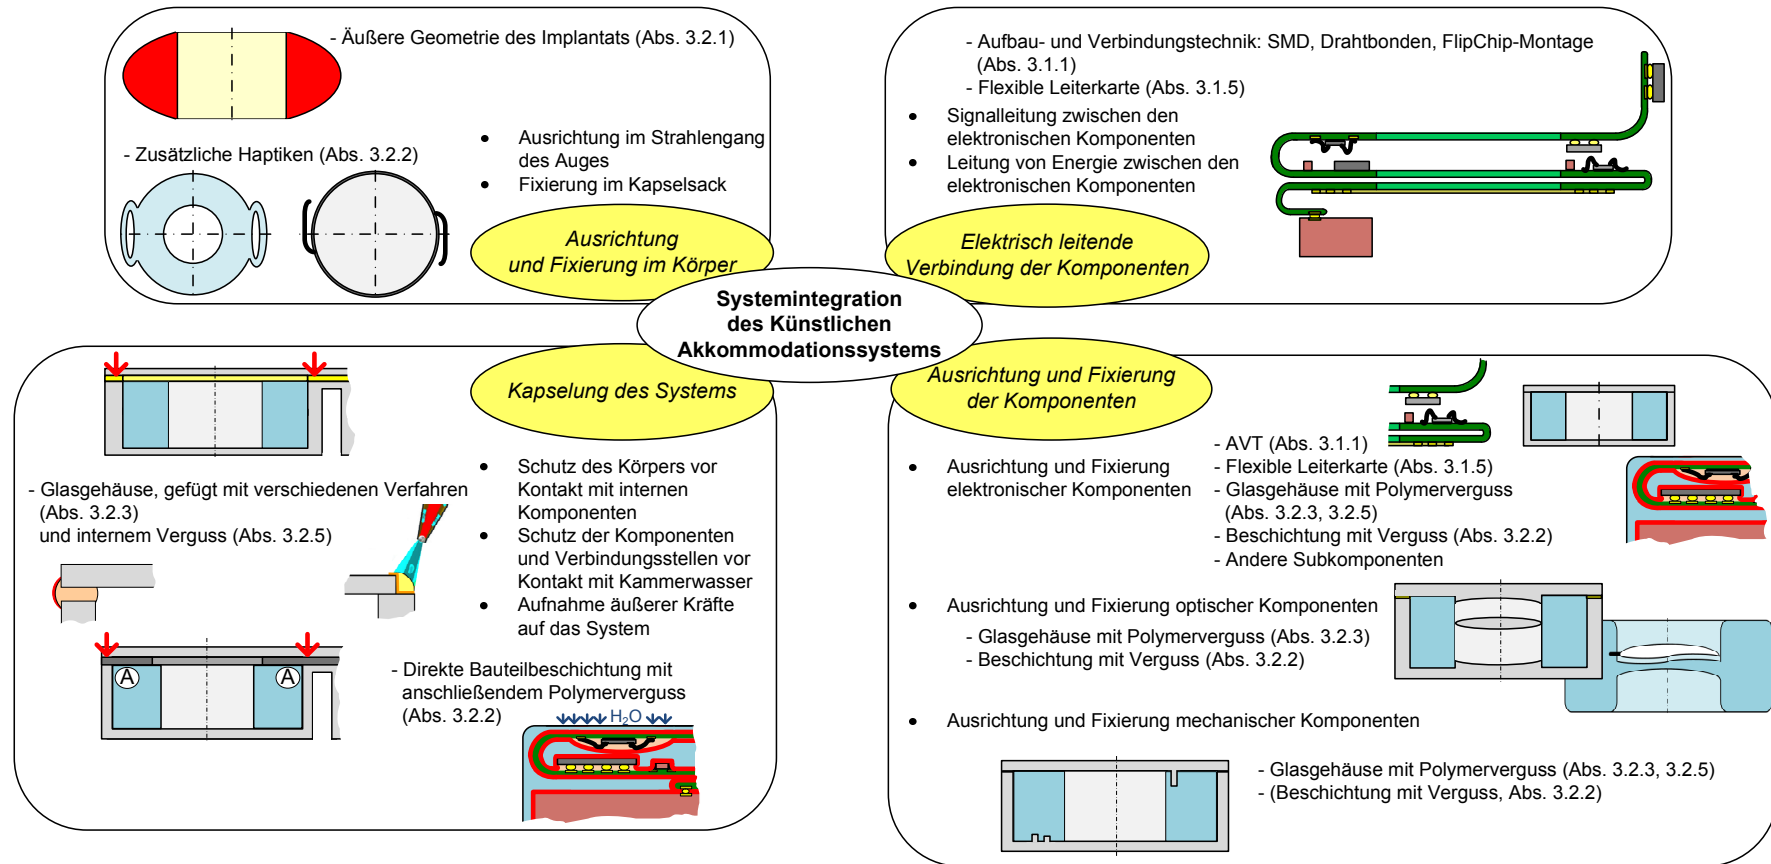 - Äußere Geometrie des Implantats (Abs. 3.2.1)
- Zusätzliche Haptiken (Abs. 3.2.2)
• Ausrichtung im Strahlengang
des Auges
• Fixierung im Kapselsack
Ausrichtung
und Fixierung im Körper
- Aufbau- und Verbindungstechnik: SMD, Drahtbonden, FlipChip-Montage
(Abs. 3.1.1)
- Flexible Leiterkarte (Abs. 3.1.5)
• Signalleitung zwischen den
elektronischen Komponenten
• Leitung von Energie zwischen den
elektronischen Komponenten
Elektrisch leitende
Verbindung der Komponenten
Systemintegration
des Künstlichen
Akkommodationssystems
Kapselung des Systems
• Schutz des Körpers vor
Kontakt mit internen
Komponenten
• Schutz der Komponenten
und Verbindungsstellen vor
Kontakt mit Kammerwasser
• Aufnahme äußerer Kräfte
auf das System
- Glasgehäuse, gefügt mit verschiedenen Verfahren
(Abs. 3.2.3)
und internem Verguss (Abs. 3.2.5)
A
A
- Direkte Bauteilbeschichtung mit
anschließendem Polymerverguss
(Abs. 3.2.2)
H₂O
Ausrichtung und Fixierung
der Komponenten
• Ausrichtung und Fixierung
elektronischer Komponenten
- AVT (Abs. 3.1.1)
- Flexible Leiterkarte (Abs. 3.1.5)
- Glasgehäuse mit Polymerverguss
(Abs. 3.2.3, 3.2.5)
- Beschichtung mit Verguss (Abs. 3.2.2)
- Andere Subkomponenten
• Ausrichtung und Fixierung optischer Komponenten
- Glasgehäuse mit Polymerverguss (Abs. 3.2.3)
- Beschichtung mit Verguss (Abs. 3.2.2)
• Ausrichtung und Fixierung mechanischer Komponenten
- Glasgehäuse mit Polymerverguss (Abs. 3.2.3, 3.2.5)
- (Beschichtung mit Verguss, Abs. 3.2.2)